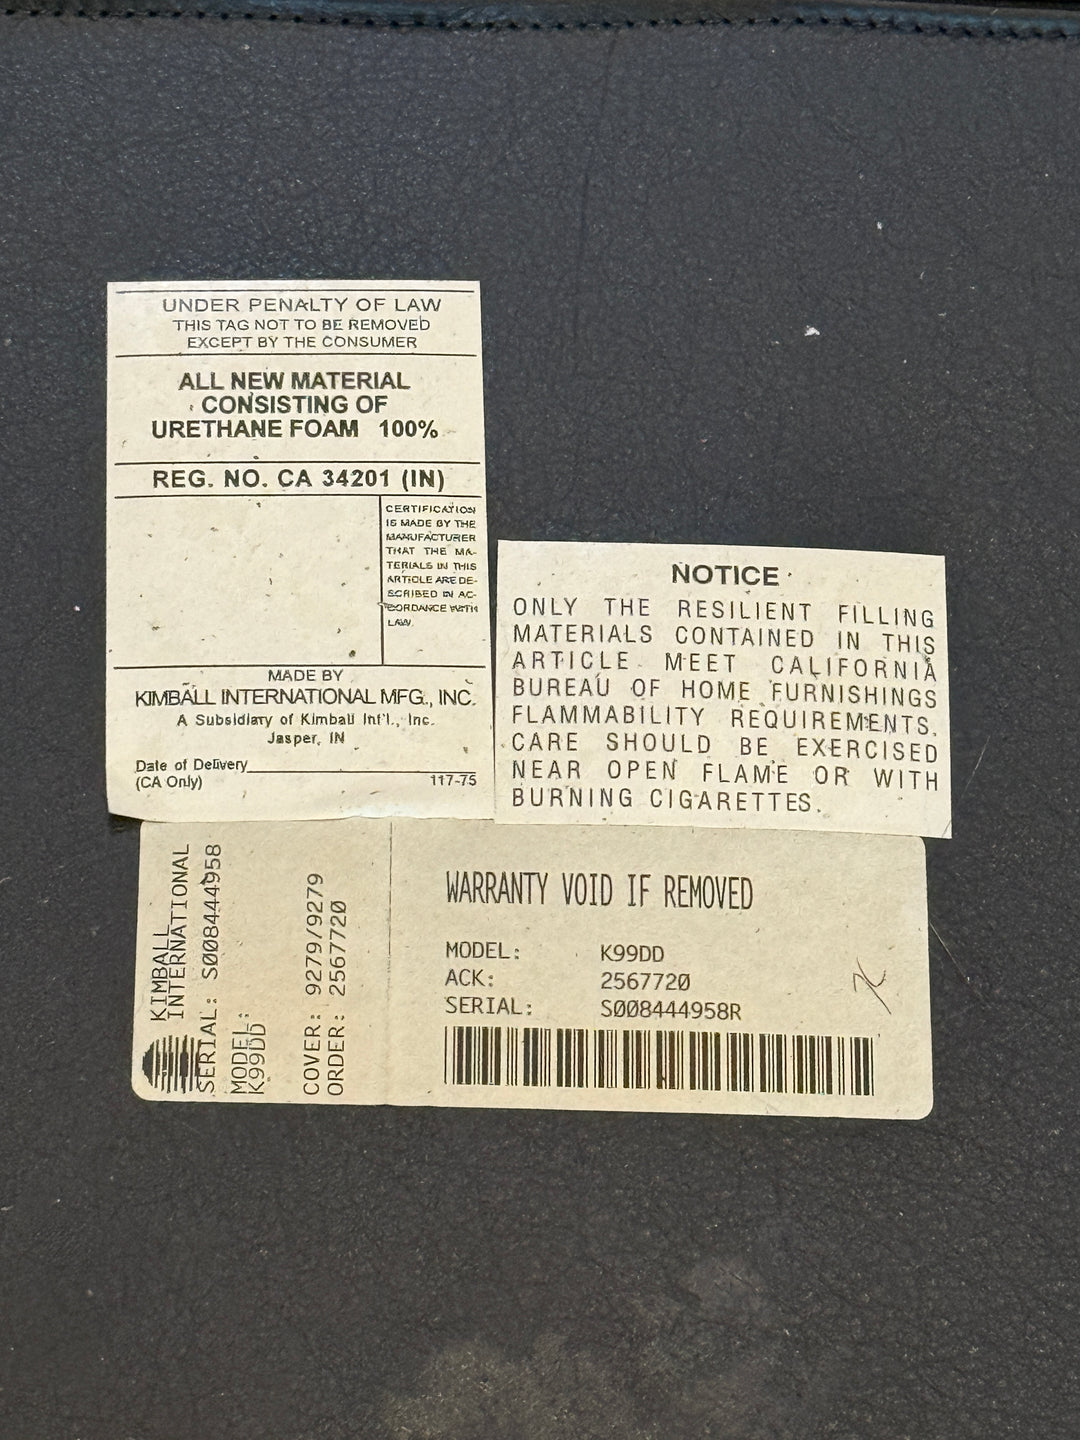 UNDER PENALTY OF LAW
THIS TAG NOT TO BE REMOVED
EXCEPT BY THE CONSUMER
ALL NEW MATERIAL
CONSISTING OF
URETHANE FOAM 100%
REG. NO. CA 34201 (IN)
CERTIFICATION
IS MADE BY THE
MANUFACTURER
THAT THE MA-
TERIALS IN THIS
ARTICLE ARE DE-
SCRIBED IN AC-
CORDANCE WITH
LAW.
MADE BY
KIMBALL INTERNATIONAL MFG., INC.
A Subsidiary of Kimball Int'l., Inc.
Jasper, IN
Date of Delivery
(CA Only)
117-75
NOTICE
ONLY THE RESILIENT FILLING
MATERIALS CONTAINED IN THIS
ARTICLE MEET CALIFORNIA
BUREAU OF HOME FURNISHINGS
FLAMMABILITY REQUIREMENTS.
CARE SHOULD BE EXERCISED
NEAR OPEN FLAME OR WITH
BURNING CIGARETTES.
KIMBALL
INTERNATIONAL
SERIAL: S008444958
MODEL:
K99DD
COVER: 9279/9279
ORDER: 2567720
WARRANTY VOID IF REMOVED
MODEL: K99DD
ACK: 2567720
SERIAL: S008444958R